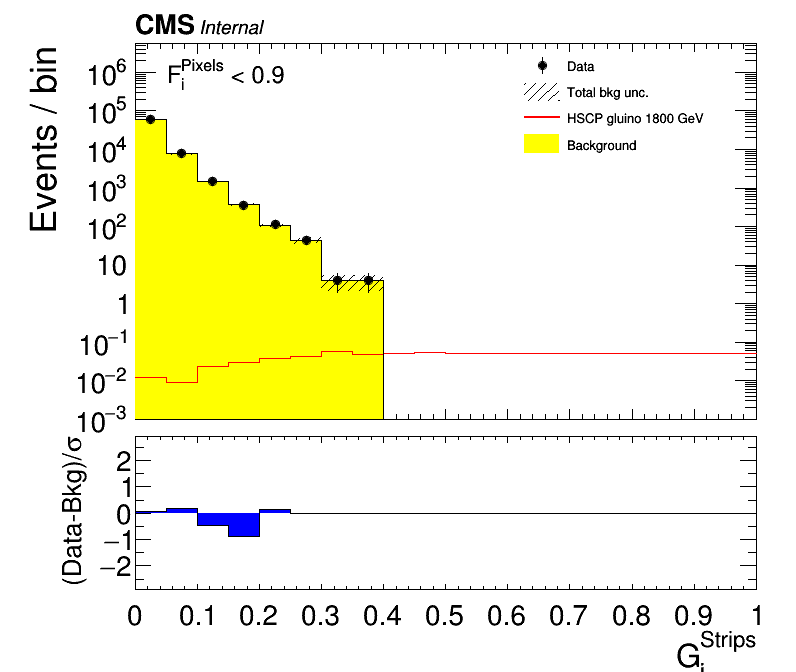 CMS Internal
F_i^Pixels < 0.9
Data
Total bkg unc.
HSCP gluino 1800 GeV
Background
Events / bin
10^6
10^5
10^4
10^3
10^2
10
1
10^−1
10^−2
10^−3
(Data-Bkg)/σ
2
1
0
−1
−2
0 0.1 0.2 0.3 0.4 0.5 0.6 0.7 0.8 0.9 1
G_i^Strips